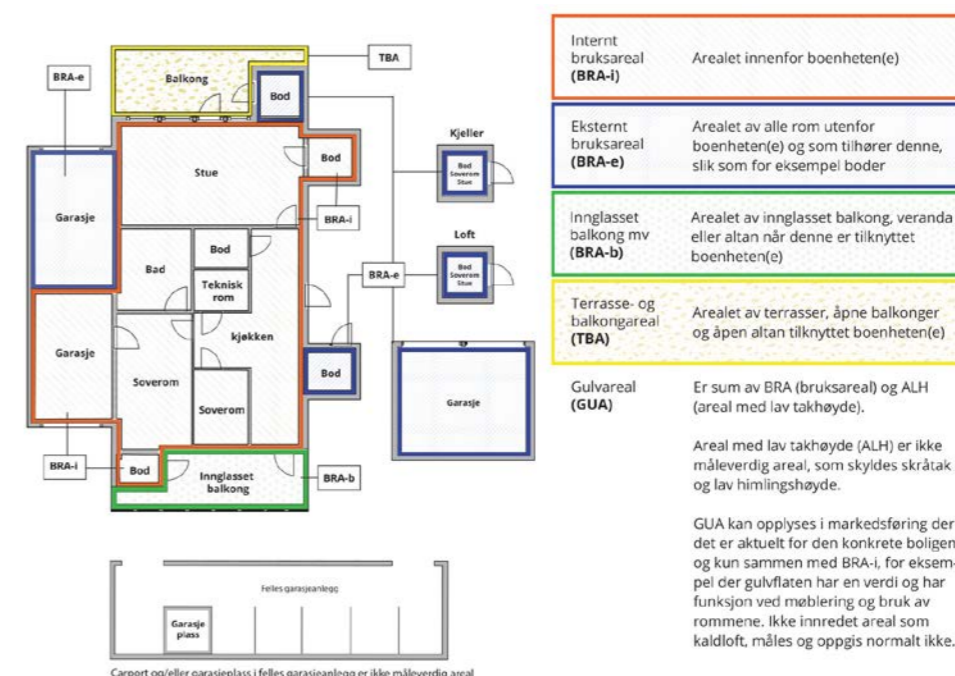 TBA
BRA-e
Balkong
Bod
Kjeller
Bod
Soverom
Stue
Stue
Bod
Garasje
BRA-i
Loft
Bod
Soverom
Stue
Bad
Bod
BRA-e
Teknisk
rom
kjøkken
Garasje
Soverom
Bod
Garasje
Soverom
BRA-i
Bod
Innglasset
balkong
BRA-b
Felles garasjeanlegg
Garasje
plass
Carport og/eller garasjeplass i felles garasjeanlegg er ikke måleverdig areal
Internt
bruksareal
(BRA-i)
Arealet innenfor boenheten(e)
Eksternt
bruksareal
(BRA-e)
Arealet av alle rom utenfor
boenheten(e) og som tilhører denne,
slik som for eksempel boder
Innglasset
balkong mv
(BRA-b)
Arealet av innglasset balkong, veranda
eller altan når denne er tilknyttet
boenheten(e)
Terrasse- og
balkongareal
(TBA)
Arealet av terrasser, åpne balkonger
og åpen altan tilknyttet boenheten(e)
Gulvareal
(GUA)
Er sum av BRA (bruksareal) og ALH
(areal med lav takhøyde).
Areal med lav takhøyde (ALH) er ikke
måleverdig areal, som skyldes skråtak
og lav himlingshøyde.
GUA kan opplyses i markedsføring der
det er aktuelt for den konkrete boligen
og kun sammen med BRA-i, for eksem-
pel der gulvflaten har en verdi og har
funksjon ved møblering og bruk av
rommene. Ikke innredet areal som
kaldloft, måles og oppgis normalt ikke.